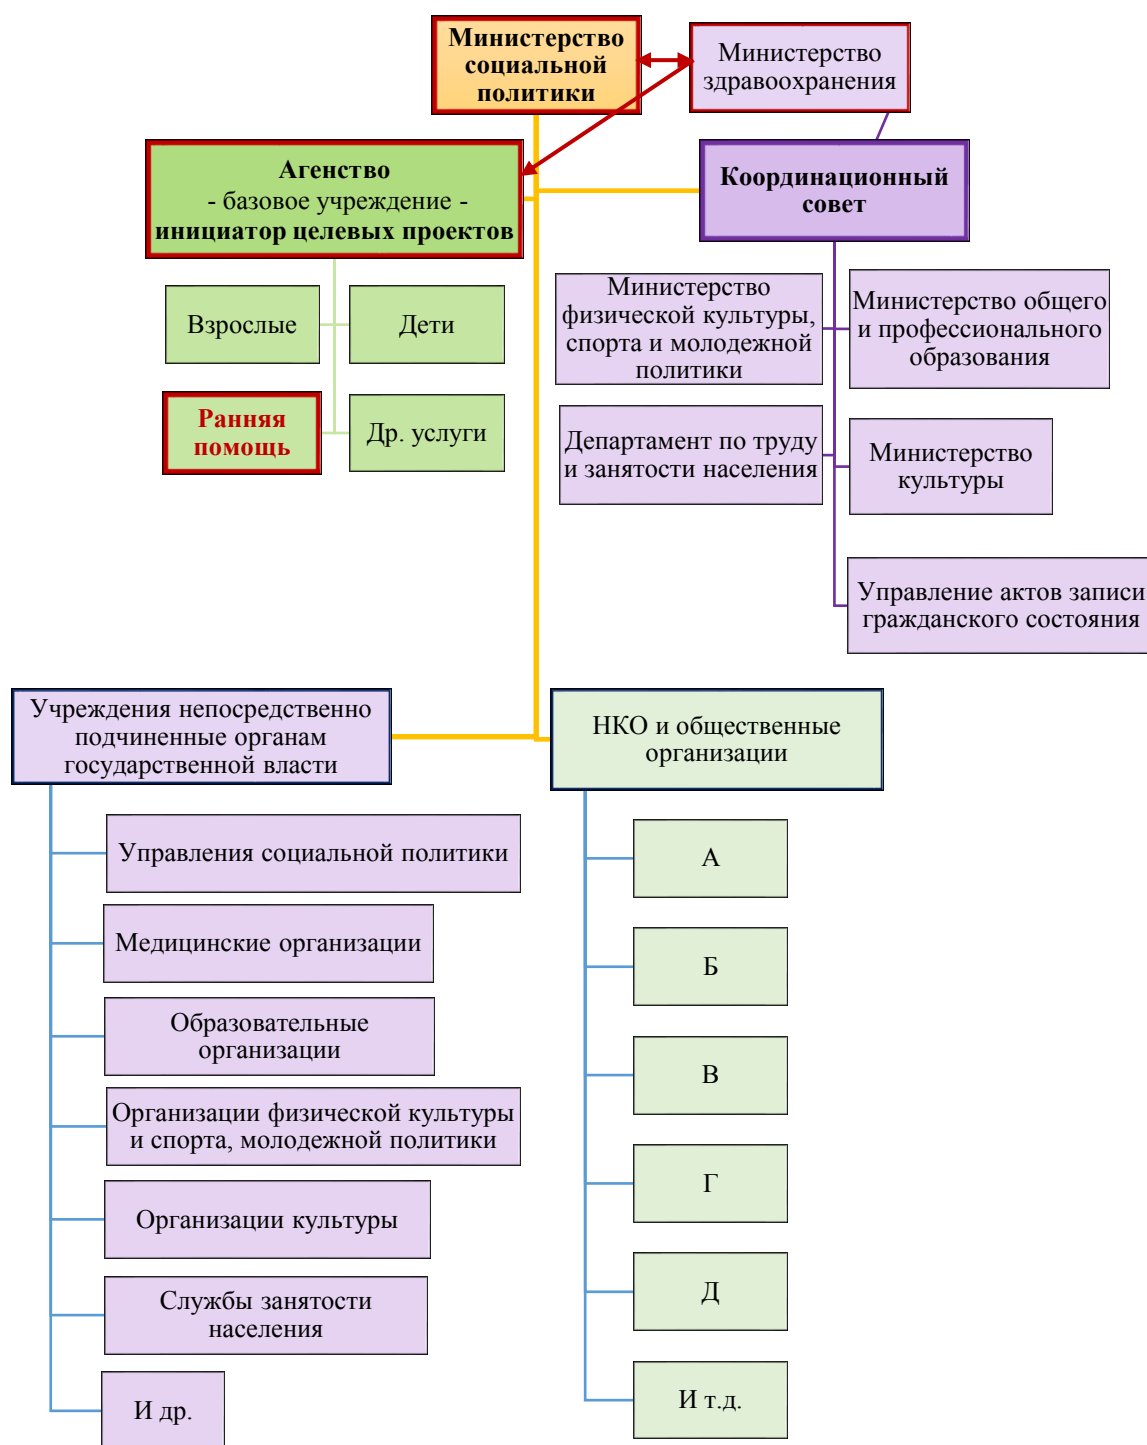 Министерство
социальной
политики
Министерство
здравоохранения
Агенство
- базовое учреждение -
инициатор целевых проектов
Координационный
совет
Взрослые
Дети
Ранняя
помощь
Др. услуги
Министерство
физической культуры,
спорта и молодежной
политики
Министерство общего
и профессионального
образования
Департамент по труду
и занятости населения
Министерство
культуры
Управление актов записи
гражданского состояния
Учреждения непосредственно
подчиненные органам
государственной власти
НКО и общественные
организации
Управления социальной политики
Медицинские организации
Образовательные
организации
Организации физической культуры
и спорта, молодежной политики
Организации культуры
Службы занятости
населения
И др.
А
Б
В
Г
Д
И т.д.